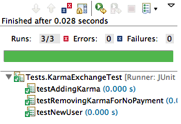 Finished after 0.028 seconds
Runs: 3/3 Errors: 0 Failures: 0
Tests.KarmaExchangeTest [Runner: JUnit
testAddingKarma (0.000 s)
testRemovingKarmaForNoPayment (0.000
testNewUser (0.000 s)